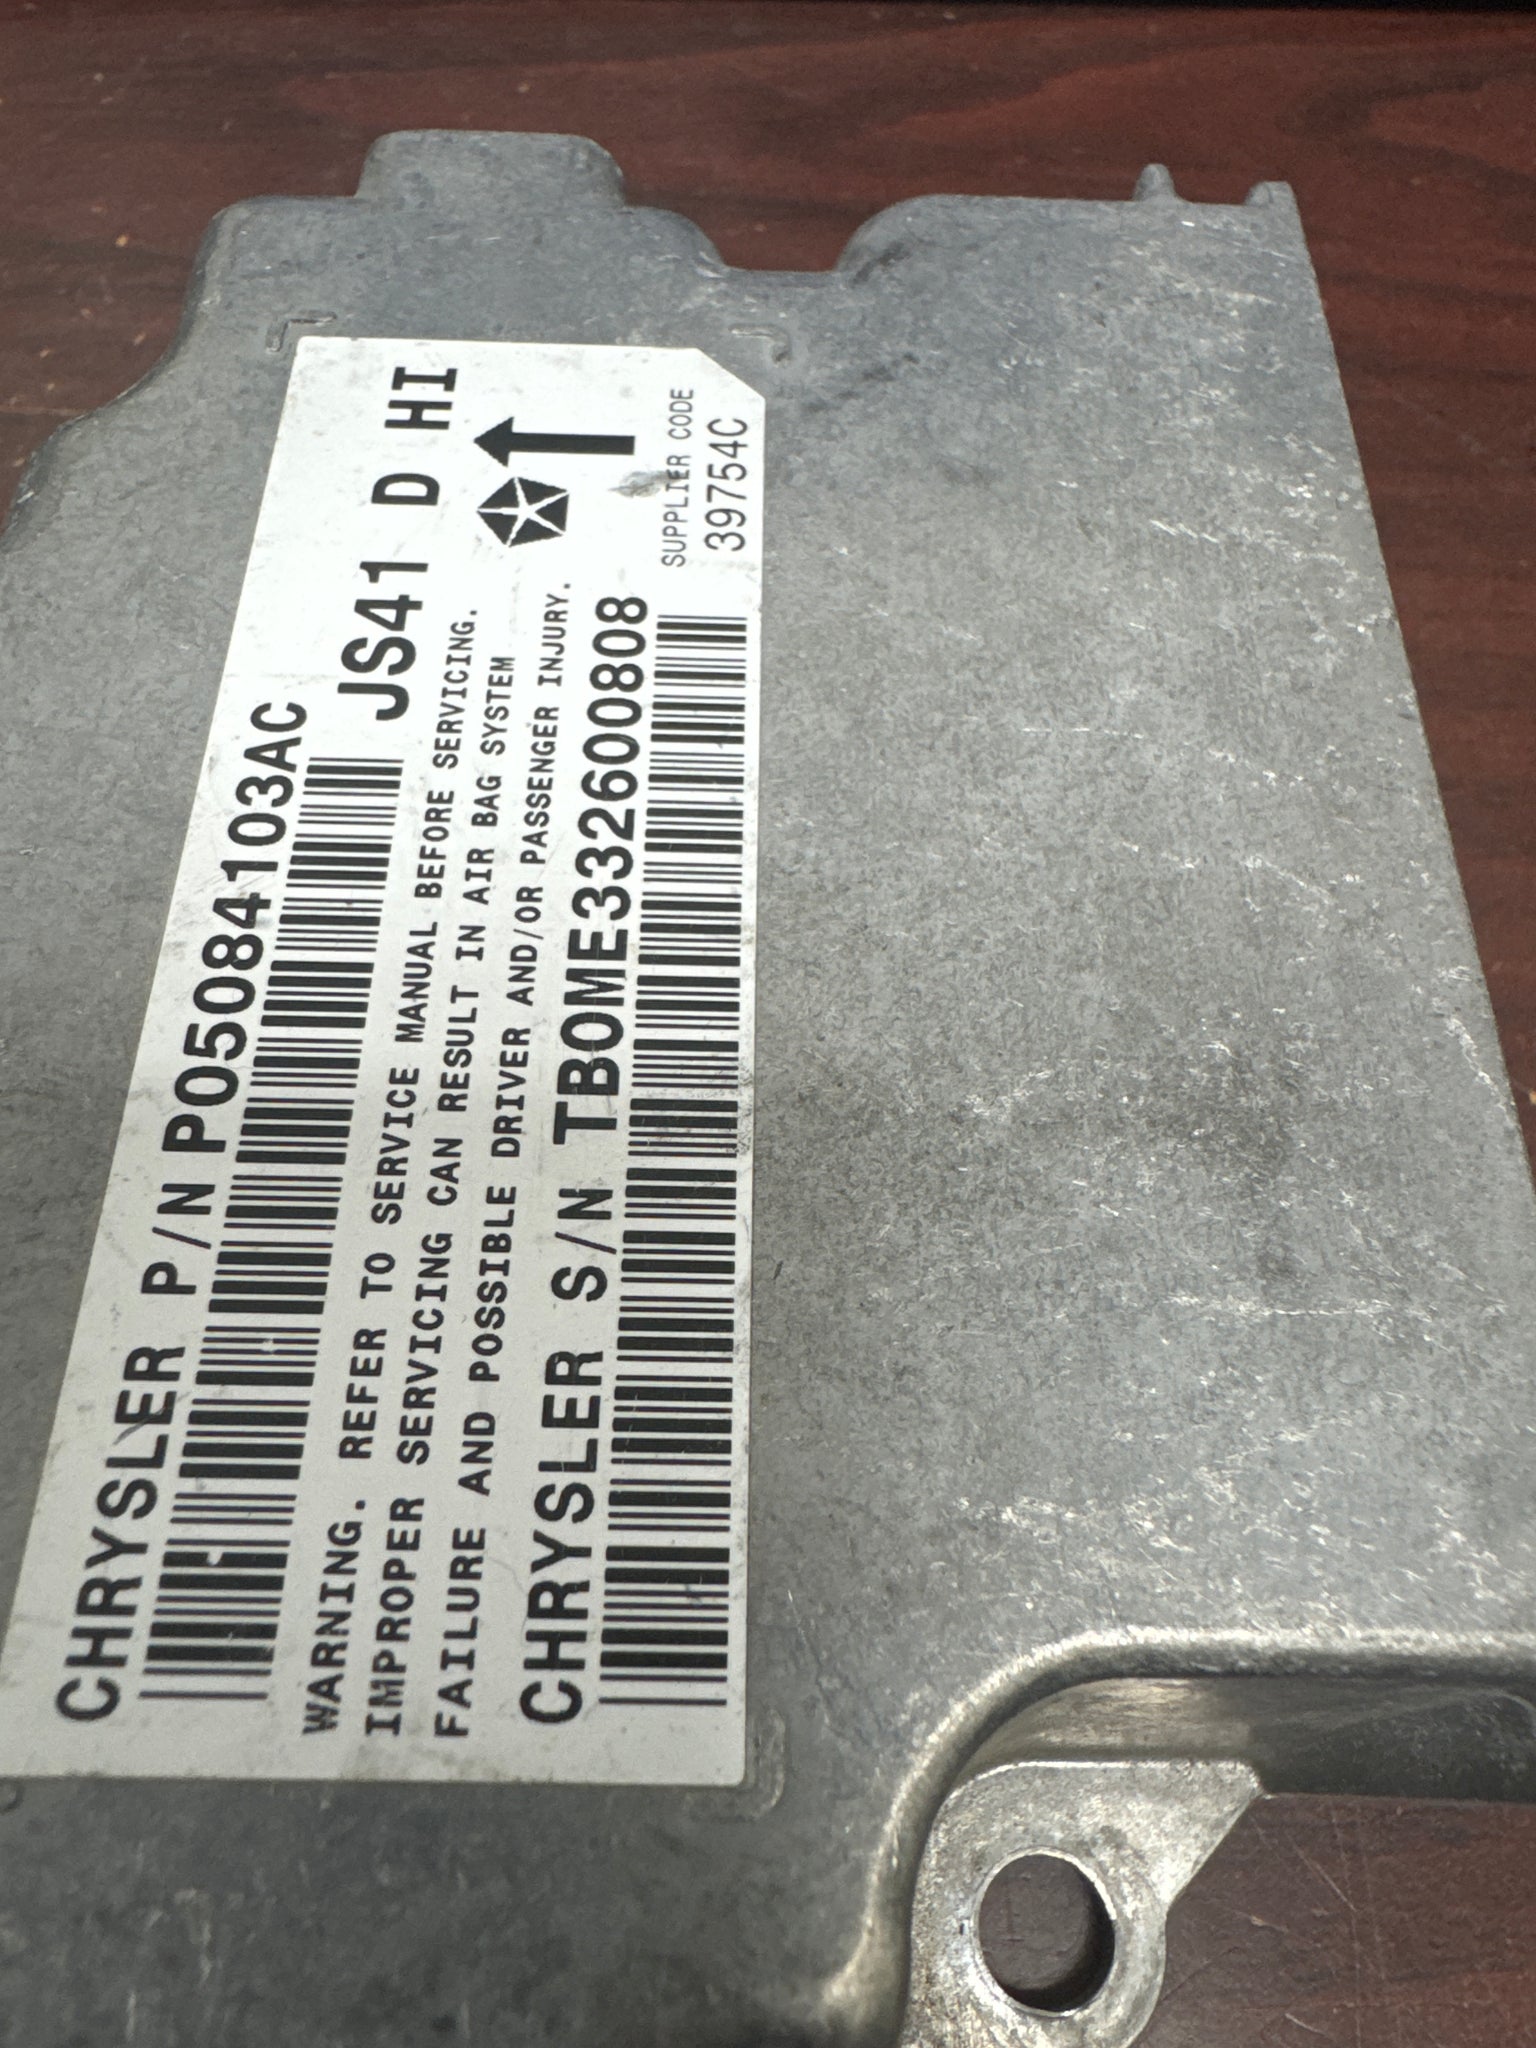 CHRYSLER P/N P05084103AC
JS41 D HI
WARNING. REFER TO SERVICE MANUAL BEFORE SERVICING.
IMPROPER SERVICING CAN RESULT IN AIR BAG SYSTEM
FAILURE AND POSSIBLE DRIVER AND/OR PASSENGER INJURY.
CHRYSLER S/N TB0ME332600808
SUPPLIER CODE
39754C